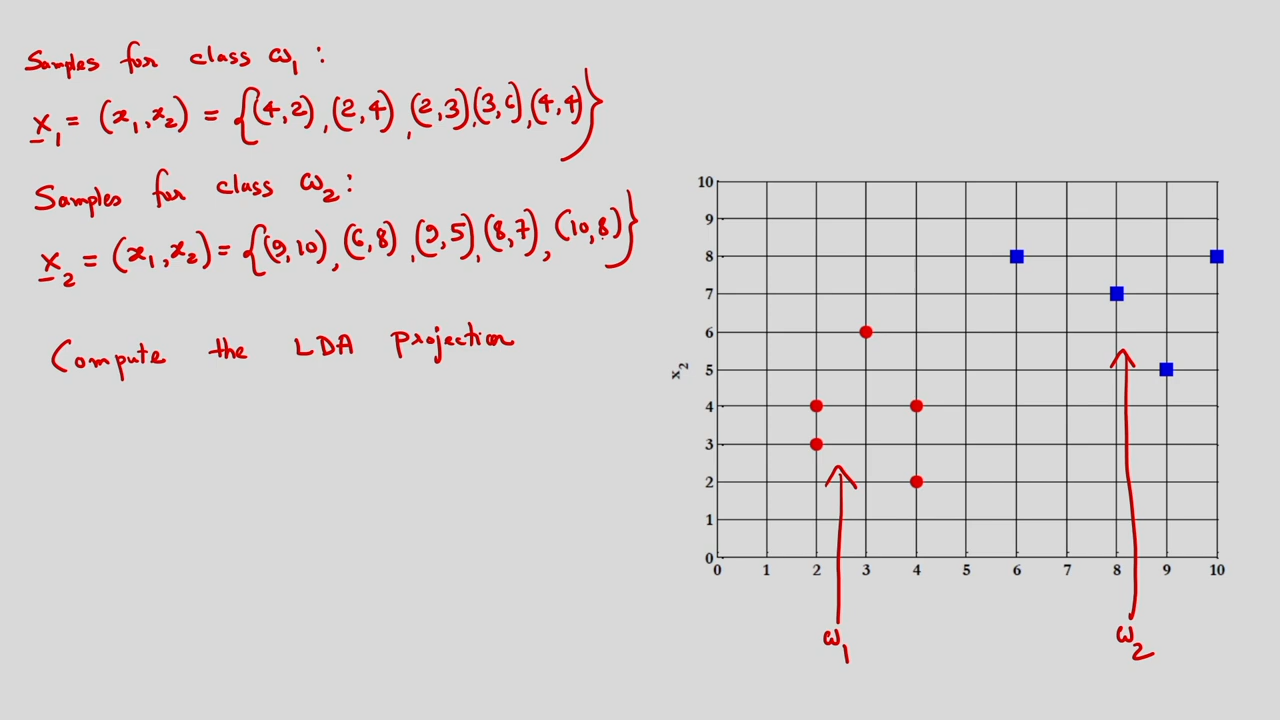 Samples for class ω₁ :
x₁ = (x₁, x₂) = {(4,2), (2,4), (2,3), (3,6), (4,4)}
Samples for class ω₂ :
x₂ = (x₁, x₂) = {(9,10), (6,8), (9,5), (8,7), (10,8)}
Compute the LDA projection
10
9
8
7
6
5
4
3
2
1
0
x₂
0 1 2 3 4 5 6 7 8 9 10
ω₁ ω₂